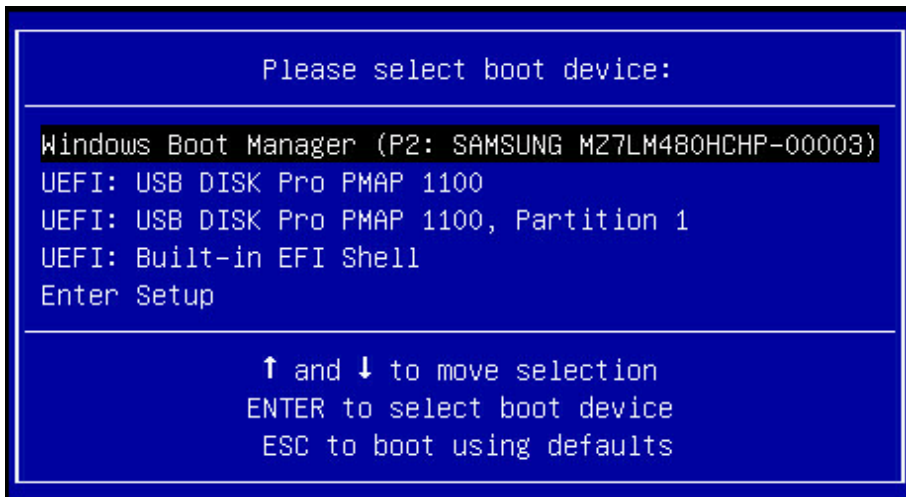 Please select boot device:
Windows Boot Manager (P2: SAMSUNG MZ7LM480HCHP-00003)
UEFI: USB DISK Pro PMAP 1100
UEFI: USB DISK Pro PMAP 1100, Partition 1
UEFI: Built-in EFI Shell
Enter Setup
↑ and ↓ to move selection
ENTER to select boot device
ESC to boot using defaults